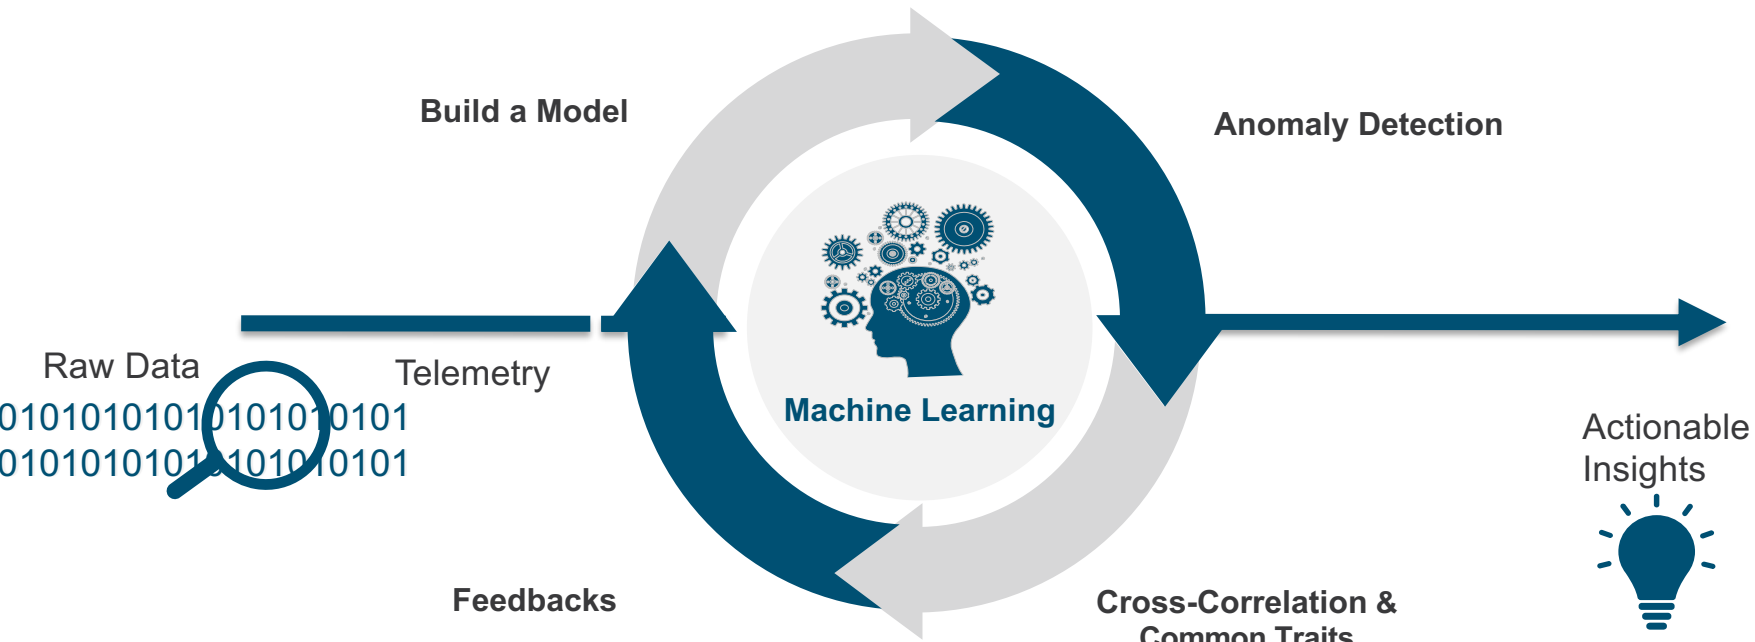 Build a Model
Anomaly Detection
Raw Data
Telemetry
01010101010101010101
01010101010101010101
Machine Learning
Actionable
Insights
Feedbacks
Cross-Correlation &
Common Traits